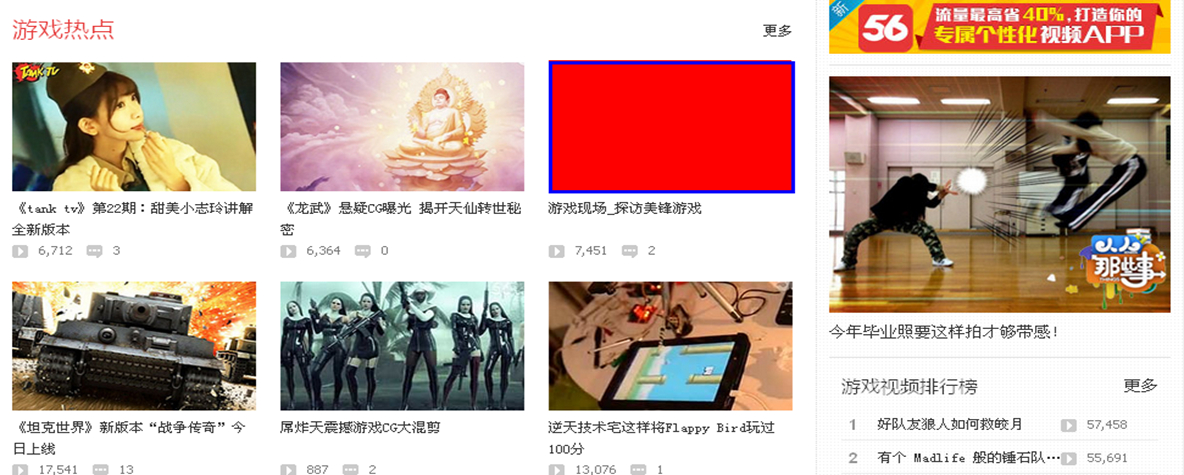 游戏热点
更多
TANK TV
《tank tv》第22期：甜美小志玲讲解
全新版本
6,712 3
《龙武》悬疑CG曝光 揭开天仙转世秘
密
6,364 0
游戏现场_探访美锋游戏
7,451 2
《坦克世界》新版本“战争传奇”今
日上线
17,541 13
屌炸天震撼游戏CG大混剪
887 2
逆天技术宅这样将Flappy Bird玩过
100分
13,076 1
新
56
流量最高省40%,打造你的
专属个性化视频APP
人人
那些事
今年毕业照要这样拍才够带感！
游戏视频排行榜
更多
1 好队友狼人如何救皎月 57,458
2 有个 Madlife 般的锤石队… 55,691